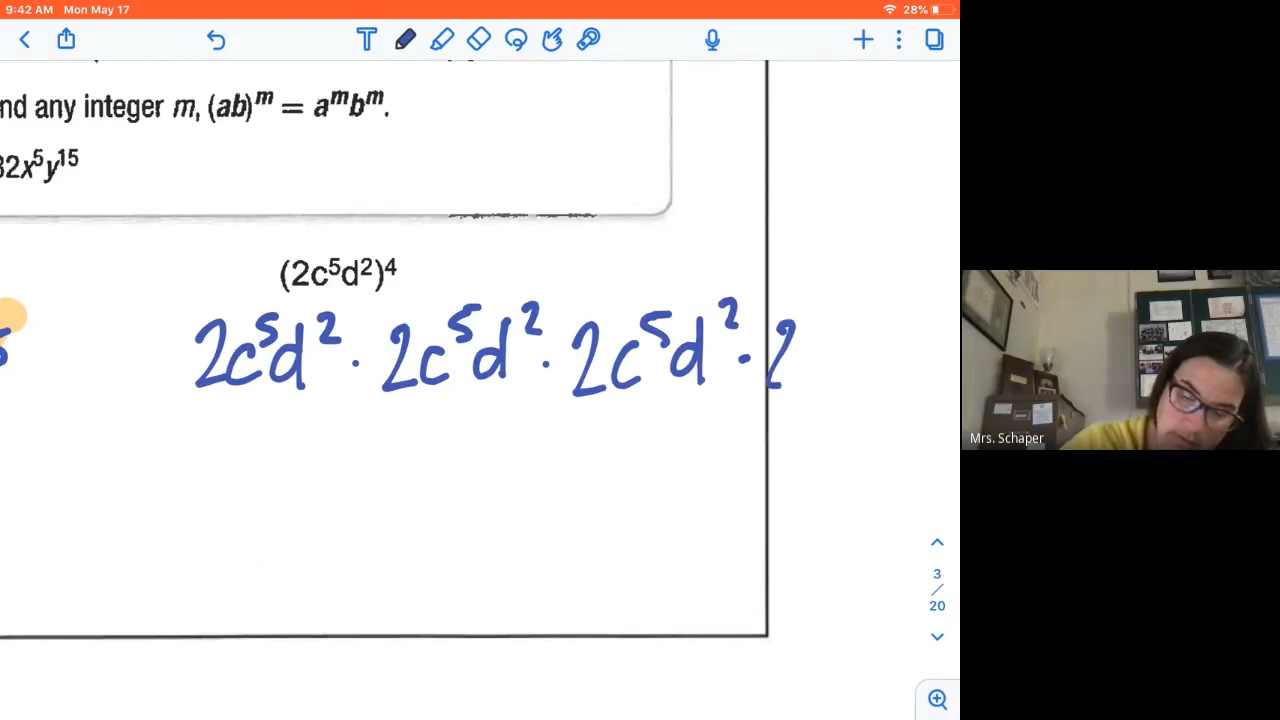 9:42 AM Mon May 17
28%
nd any integer m, (ab)ᵐ = aᵐbᵐ.
32x⁵y¹⁵
(2c⁵d²)⁴
2c⁵d² · 2c⁵d² · 2c⁵d² · 2
Mrs. Schaper
3
/
20